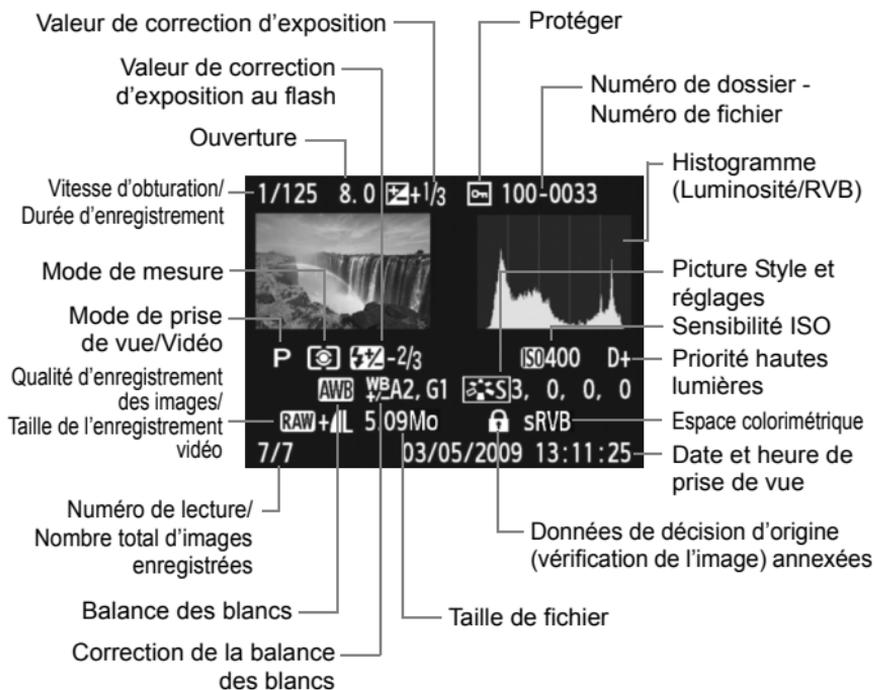 Valeur de correction d'exposition
Protéger
Valeur de correction
d'exposition au flash
Numéro de dossier -
Numéro de fichier
Ouverture
Histogramme
(Luminosité/RVB)
Vitesse d'obturation/
Durée d'enregistrement
1/125 8.0 +1/3 100-0033
Mode de mesure
Picture Style et
réglages
Mode de prise
de vue/Vidéo
Sensibilité ISO
P -2/3 ISO400 D+
Priorité hautes
lumières
Qualité d'enregistrement
des images/
Taille de l'enregistrement
vidéo
AWB WB+/-A2, G1 S3, 0, 0, 0
RAW+L 5.09Mo sRVB
Espace colorimétrique
7/7 03/05/2009 13:11:25
Date et heure de
prise de vue
Numéro de lecture/
Nombre total d'images
enregistrées
Données de décision d'origine
(vérification de l'image) annexées
Balance des blancs
Taille de fichier
Correction de la balance
des blancs